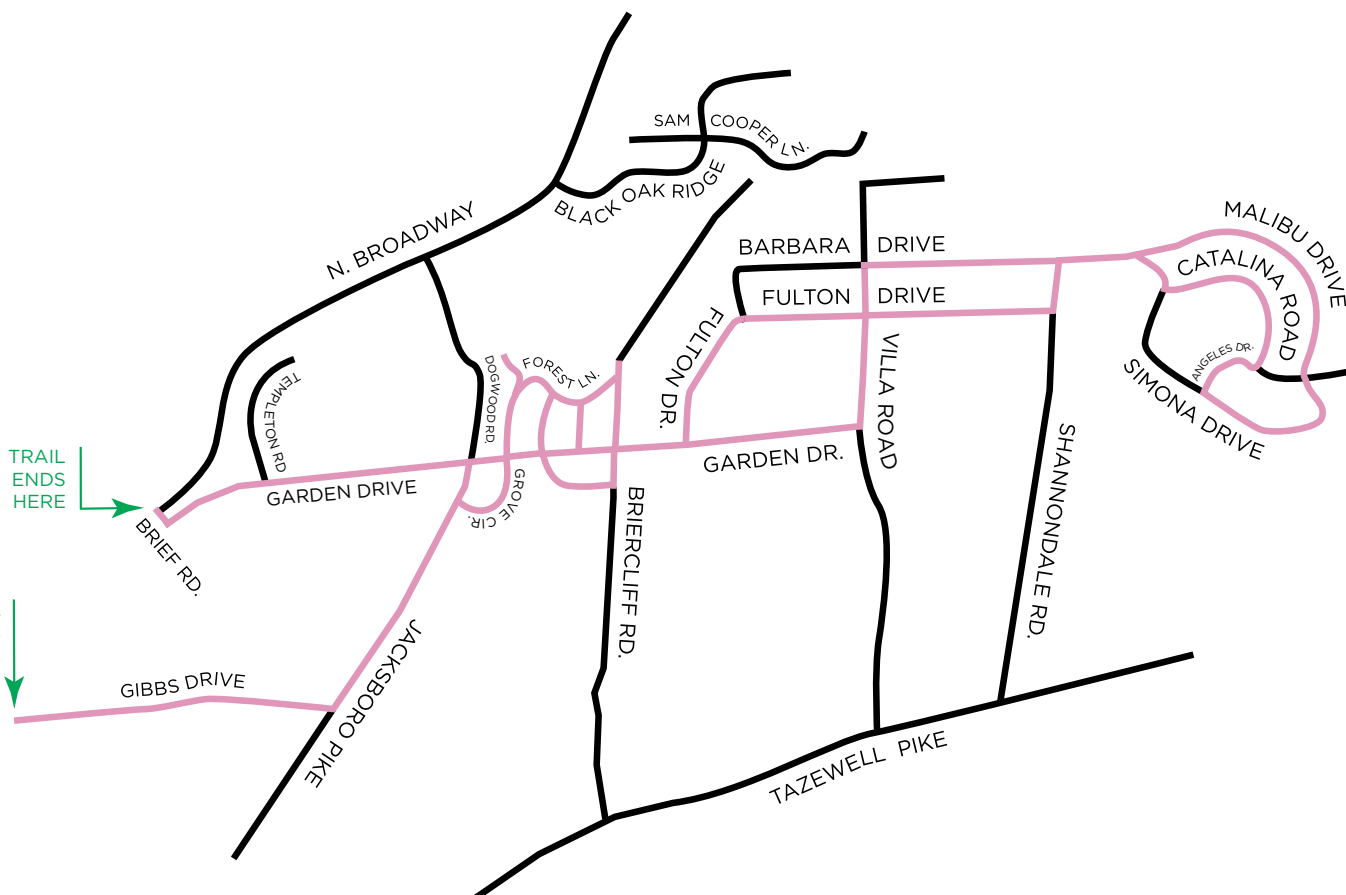 SAM COOPER LN.
BLACK OAK RIDGE
N. BROADWAY
MALIBU DRIVE
BARBARA DRIVE
CATALINA ROAD
FULTON DRIVE
FULTON DR.
VILLA ROAD
ANGELES DR.
SIMONA DRIVE
DOGWOOD RD.
FOREST LN.
TEMPLETON RD
SHANNONDALE RD.
TRAIL
ENDS
HERE
GARDEN DR.
GARDEN DRIVE
GROVE CIR.
BRIERCLIFF RD.
BRIEF RD.
JACKSBORO PIKE
GIBBS DRIVE
TAZEWELL PIKE